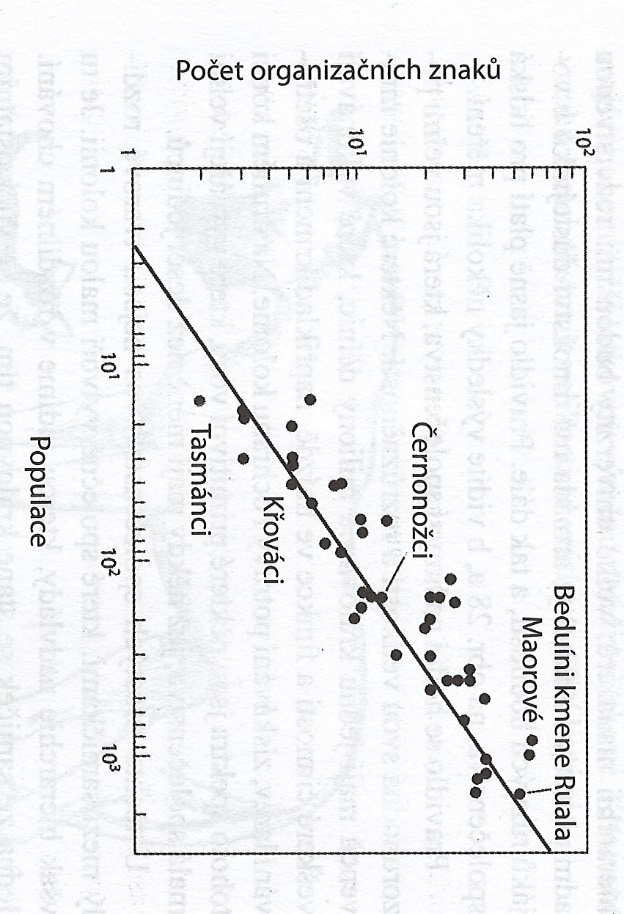 Počet organizačních znaků
10²
10¹
1
Beduíni kmene Ruala
Maorové
Černonožci
Křováci
Tasmánci
1
10¹
10²
10³
Populace